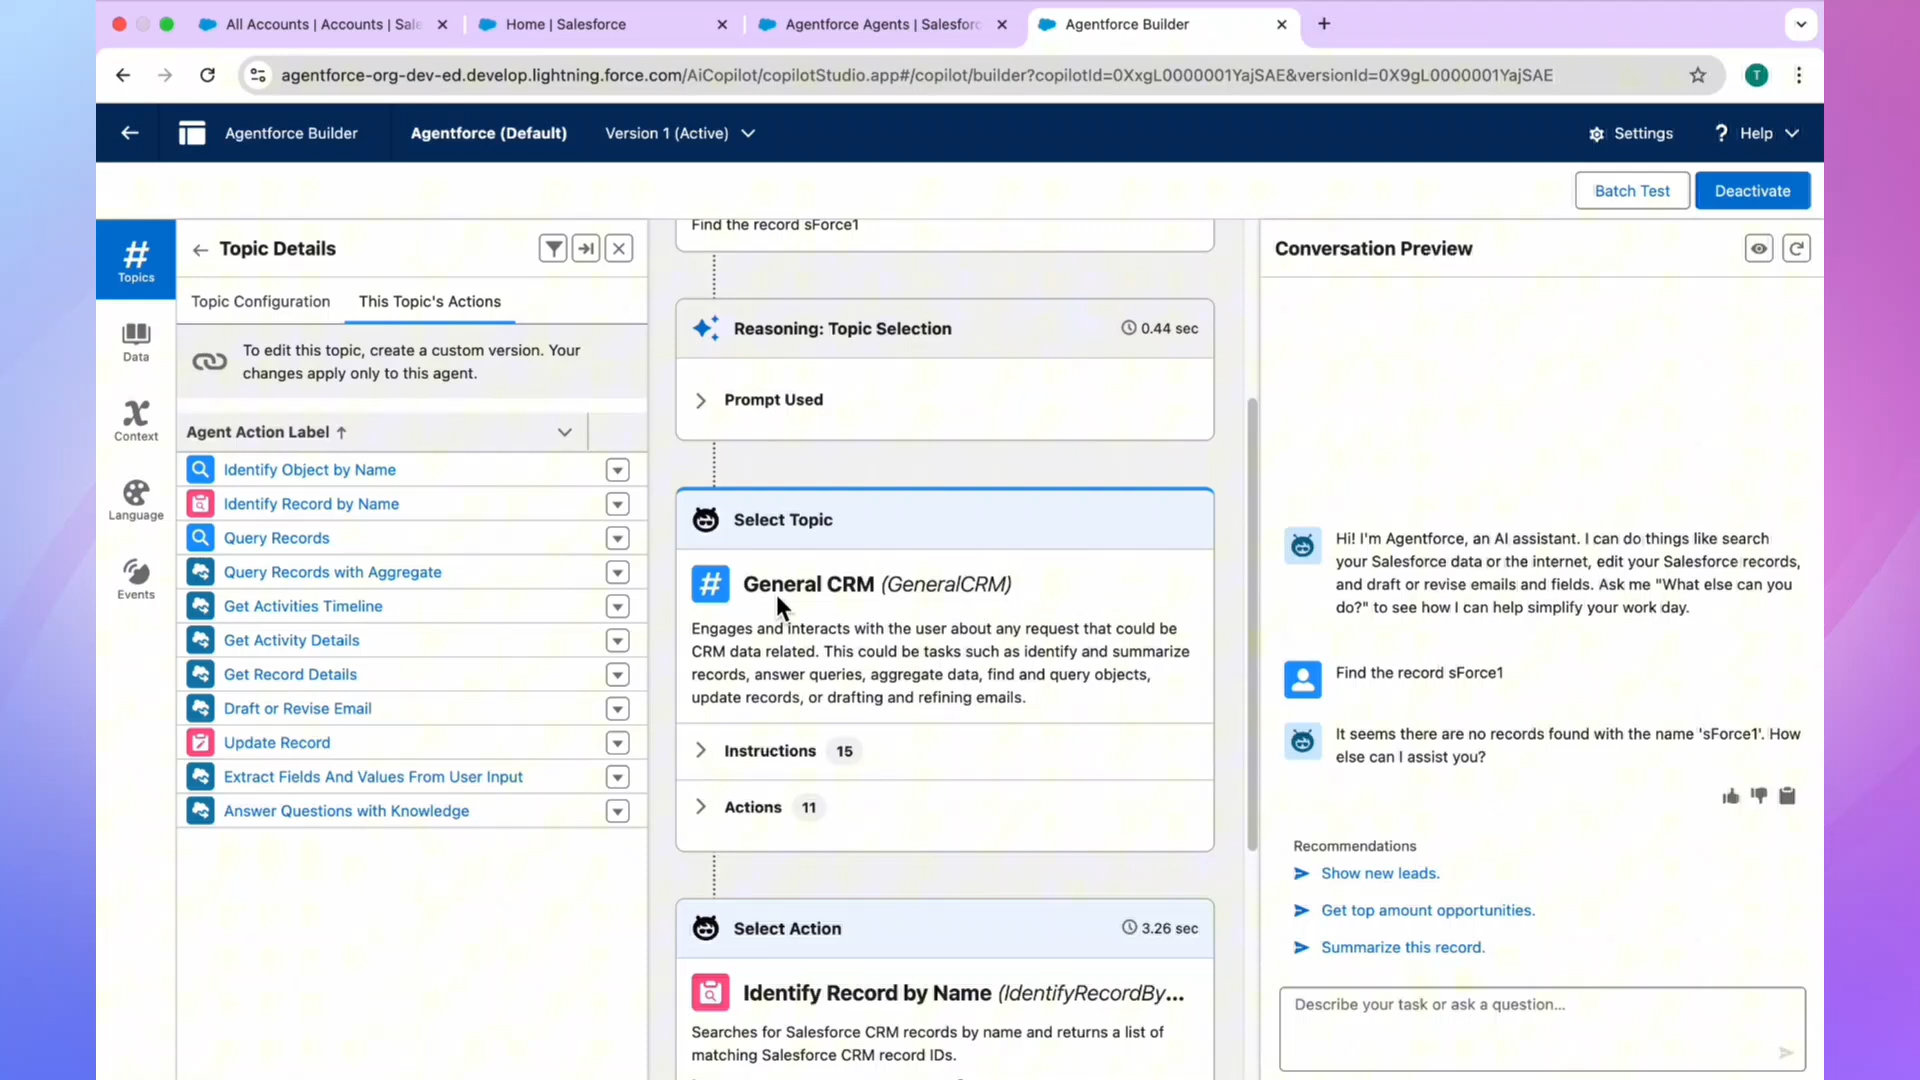 All Accounts | Accounts | Sale
Home | Salesforce
Agentforce Agents | Salesforc
Agentforce Builder
agentforce-org-dev-ed.develop.lightning.force.com/AiCopilot/copilotStudio.app#/copilot/builder?copilotId=0XxgL0000001YajSAE&versionId=0X9gL0000001YajSAE
T
Agentforce Builder
Agentforce (Default)
Version 1 (Active)
Settings
? Help
Batch Test
Deactivate
Topics
Data
Context
Language
Events
Topic Details
Topic Configuration
This Topic's Actions
To edit this topic, create a custom version. Your
changes apply only to this agent.
Agent Action Label ↑
Identify Object by Name
Identify Record by Name
Query Records
Query Records with Aggregate
Get Activities Timeline
Get Activity Details
Get Record Details
Draft or Revise Email
Update Record
Extract Fields And Values From User Input
Answer Questions with Knowledge
Find the record sForce1
Reasoning: Topic Selection
0.44 sec
Prompt Used
Select Topic
# General CRM (GeneralCRM)
Engages and interacts with the user about any request that could be
CRM data related. This could be tasks such as identify and summarize
records, answer queries, aggregate data, find and query objects,
update records, or drafting and refining emails.
Instructions 15
Actions 11
Select Action
3.26 sec
Identify Record by Name (IdentifyRecordBy...
Searches for Salesforce CRM records by name and returns a list of
matching Salesforce CRM record IDs.
Conversation Preview
Hi! I'm Agentforce, an AI assistant. I can do things like search
your Salesforce data or the internet, edit your Salesforce records,
and draft or revise emails and fields. Ask me "What else can you
do?" to see how I can help simplify your work day.
Find the record sForce1
It seems there are no records found with the name 'sForce1'. How
else can I assist you?
Recommendations
Show new leads.
Get top amount opportunities.
Summarize this record.
Describe your task or ask a question...